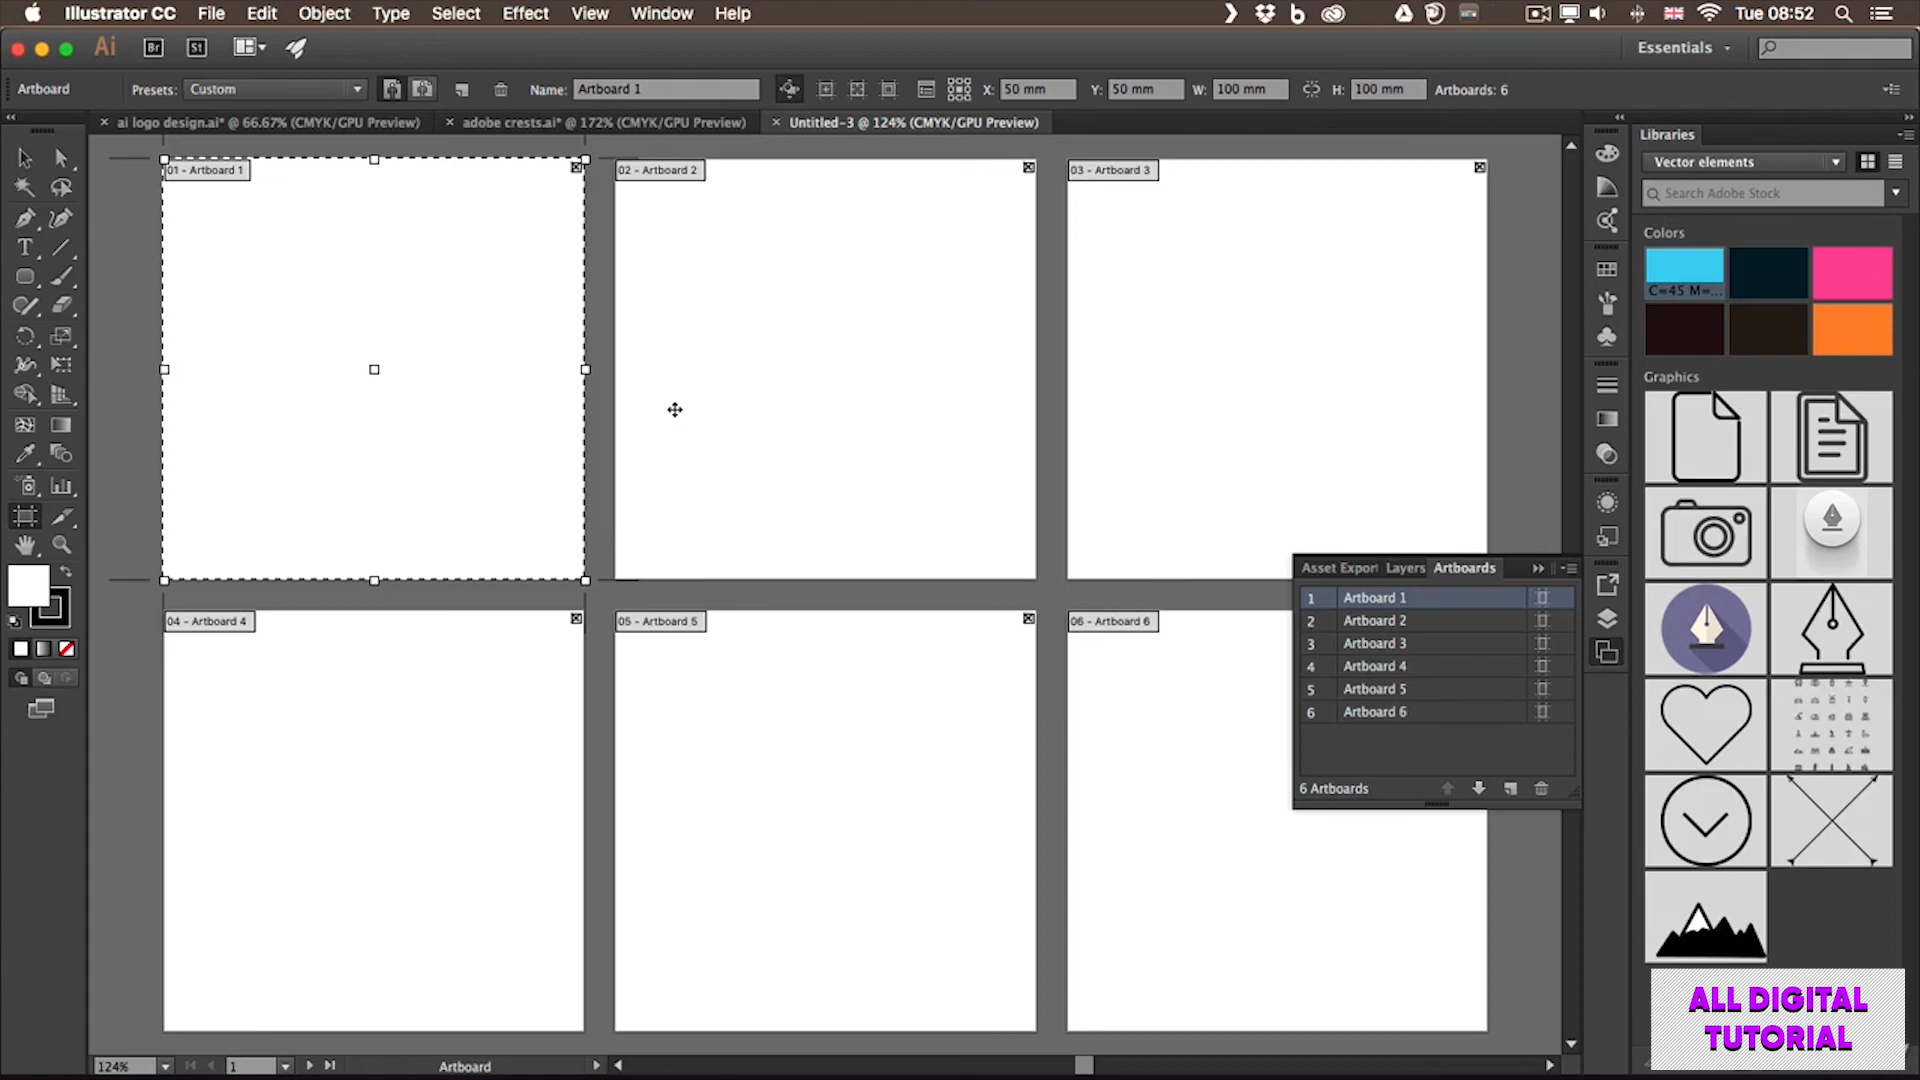 Illustrator CC File Edit Object Type Select Effect View Window Help Tue 08:52
Ai Br St Essentials
Artboard Presets: Custom Name: Artboard 1 X: 50 mm Y: 50 mm W: 100 mm H: 100 mm Artboards: 6
ai logo design.ai* @ 66.67% (CMYK/GPU Preview) adobe crests.ai* @ 172% (CMYK/GPU Preview) Untitled-3 @ 124% (CMYK/GPU Preview)
Libraries
Vector elements
Search Adobe Stock
Colors
C=45 M=...
Graphics
01 - Artboard 1
02 - Artboard 2
03 - Artboard 3
04 - Artboard 4
05 - Artboard 5
06 - Artboard 6
Asset Export Layers Artboards
1 Artboard 1
2 Artboard 2
3 Artboard 3
4 Artboard 4
5 Artboard 5
6 Artboard 6
6 Artboards
ALL DIGITAL
TUTORIAL
124% 1 Artboard